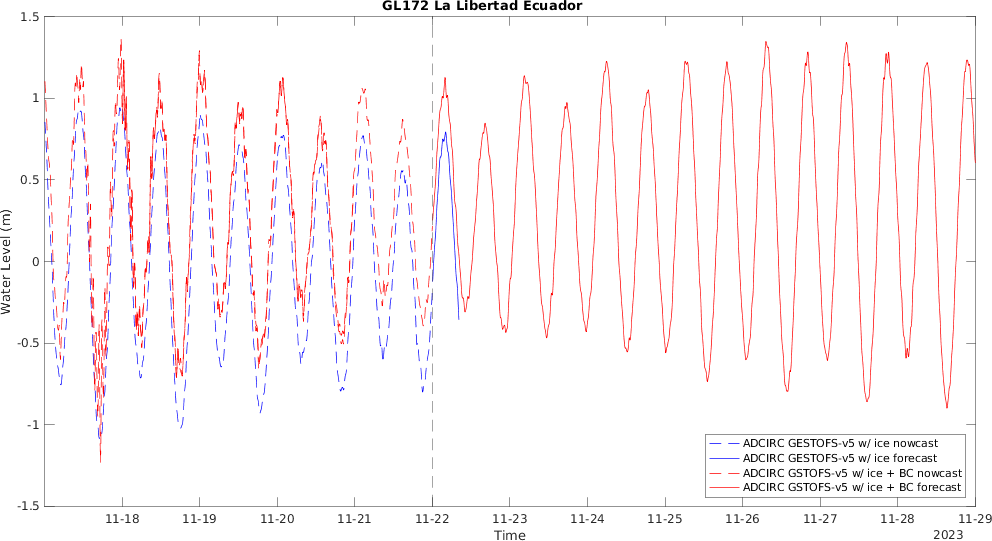 GL172 La Libertad Ecuador
1.5
1
0.5
0
-0.5
-1
-1.5
Water Level (m)
ADCIRC GESTOFS-v5 w/ ice nowcast
ADCIRC GESTOFS-v5 w/ ice forecast
ADCIRC GSTOFS-v5 w/ ice + BC nowcast
ADCIRC GSTOFS-v5 w/ ice + BC forecast
11-18 11-19 11-20 11-21 11-22 11-23 11-24 11-25 11-26 11-27 11-28 11-29
Time
2023